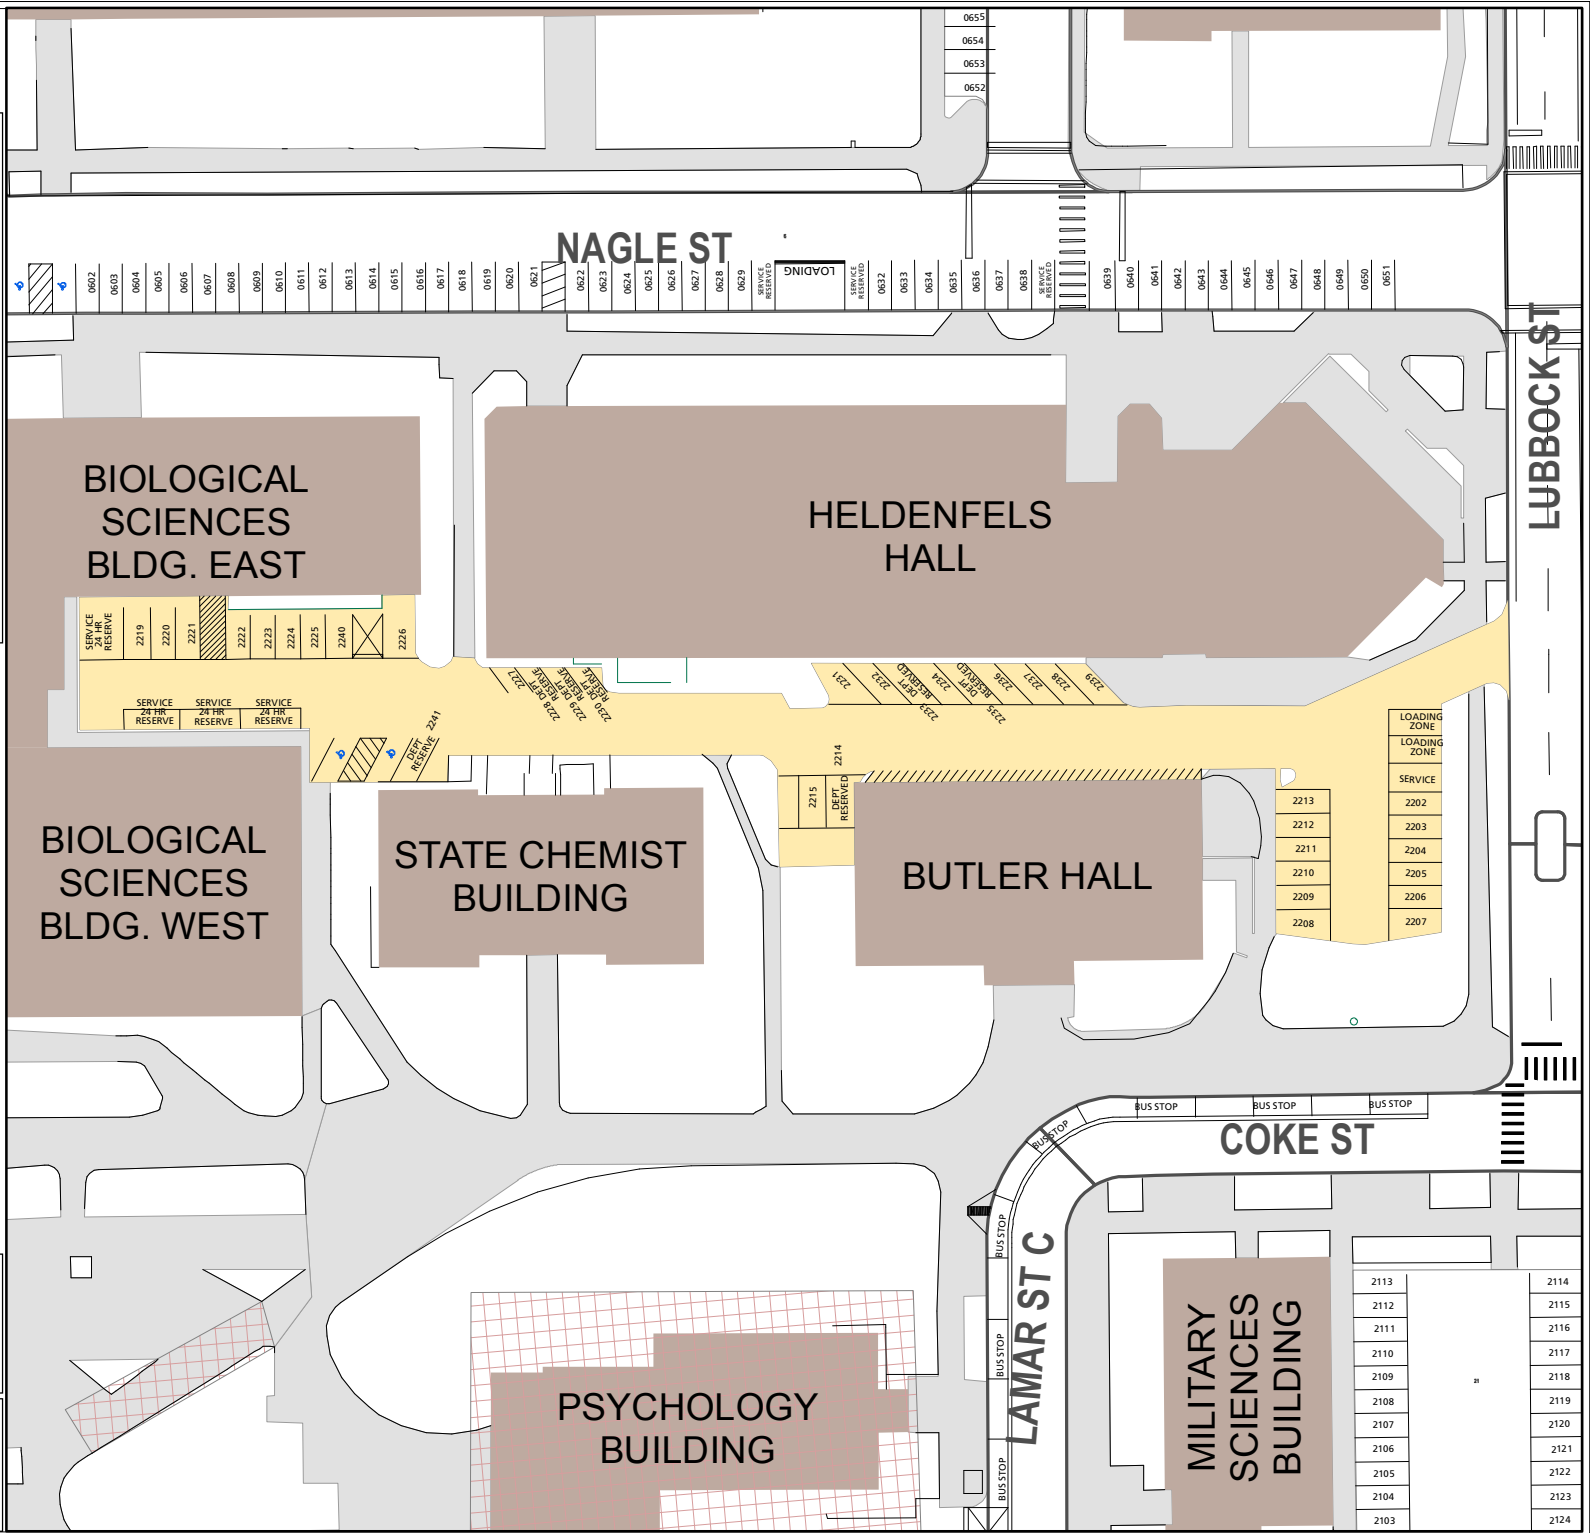 0655
0654
0653
0652
NAGLE ST
0602
0603
0604
0605
0606
0607
0608
0609
0610
0611
0612
0613
0614
0615
0616
0617
0618
0619
0620
0621
0622
0623
0624
0625
0626
0627
0628
0629
SERVICE
RESERVED
LOADING
SERVICE
RESERVED
0632
0633
0634
0635
0636
0637
0638
SERVICE
RESERVED
0639
0640
0641
0642
0643
0644
0645
0646
0647
0648
0649
0650
0651
LUBBOCK ST
BIOLOGICAL
SCIENCES
BLDG. EAST
HELDENFELS
HALL
SERVICE
24 HR
RESERVE
2219
2220
2221
2222
2223
2224
2225
2240
2226
2227
DEPT
RESERVE
2228
DEPT
RESERVE
2229
DEPT
RESERVE
2230
2231
2232
DEPT
RESERVED
2233
2234
DEPT
RESERVED
2235
2236
2237
2238
2239
SERVICE
24 HR
RESERVE
SERVICE
24 HR
RESERVE
SERVICE
24 HR
RESERVE
DEPT
RESERVE
2241
2214
2215
DEPT
RESERVED
LOADING
ZONE
LOADING
ZONE
SERVICE
2202
2203
2204
2205
2206
2207
2213
2212
2211
2210
2209
2208
BIOLOGICAL
SCIENCES
BLDG. WEST
STATE CHEMIST
BUILDING
BUTLER HALL
BUS STOP
BUS STOP
BUS STOP
BUS STOP
COKE ST
BUS STOP
BUS STOP
BUS STOP
LAMAR ST C
PSYCHOLOGY
BUILDING
MILITARY
SCIENCES
BUILDING
2113
2112
2111
2110
2109
2108
2107
2106
2105
2104
2103
21
2114
2115
2116
2117
2118
2119
2120
2121
2122
2123
2124